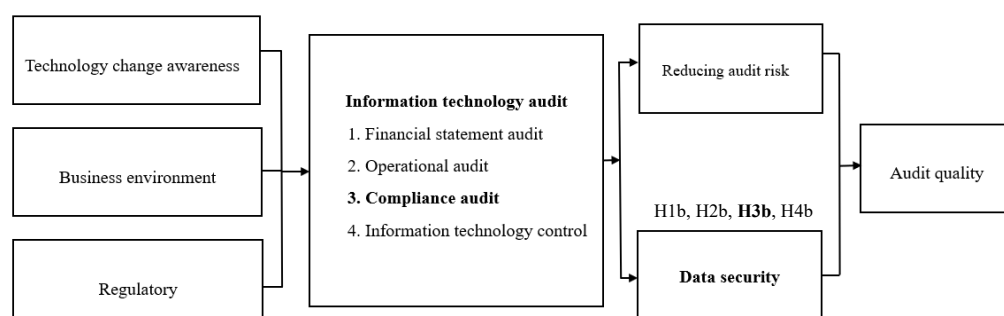 Technology change awareness
Business environment
Regulatory
Information technology audit
1. Financial statement audit
2. Operational audit
3. Compliance audit
4. Information technology control
Reducing audit risk
H1b, H2b, H3b, H4b
Data security
Audit quality